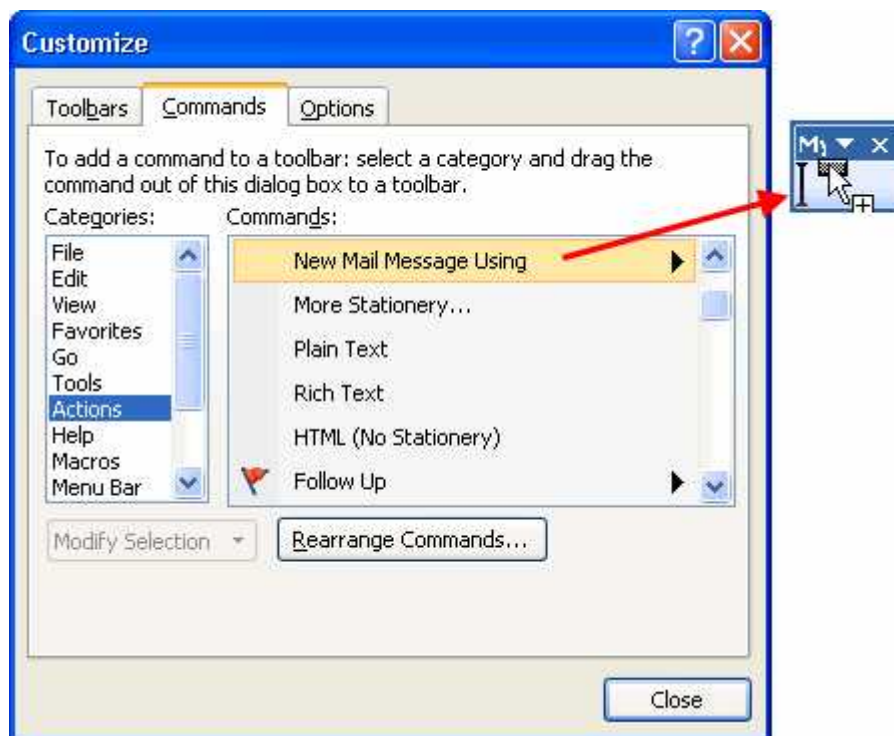 Customize
Toolbars Commands Options
To add a command to a toolbar: select a category and drag the
command out of this dialog box to a toolbar.
Categories: Commands:
File
Edit
View
Favorites
Go
Tools
Actions
Help
Macros
Menu Bar
New Mail Message Using
More Stationery...
Plain Text
Rich Text
HTML (No Stationery)
Follow Up
Modify Selection Rearrange Commands...
Close